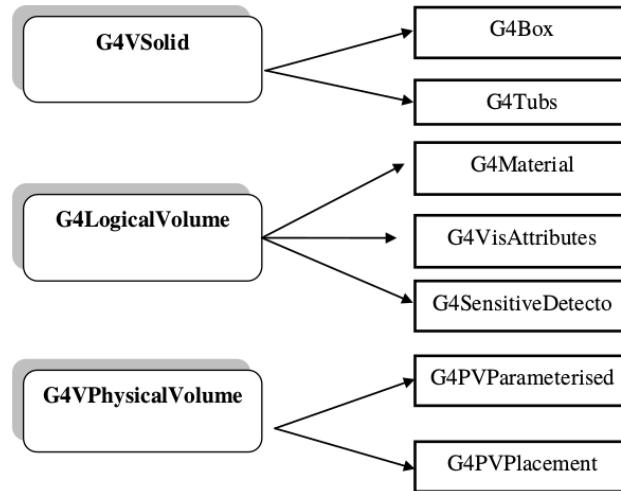 G4VSolid
G4Box
G4Tubs
G4LogicalVolume
G4Material
G4VisAttributes
G4SensitiveDetecto
G4VPhysicalVolume
G4PVParameterised
G4PVPlacement